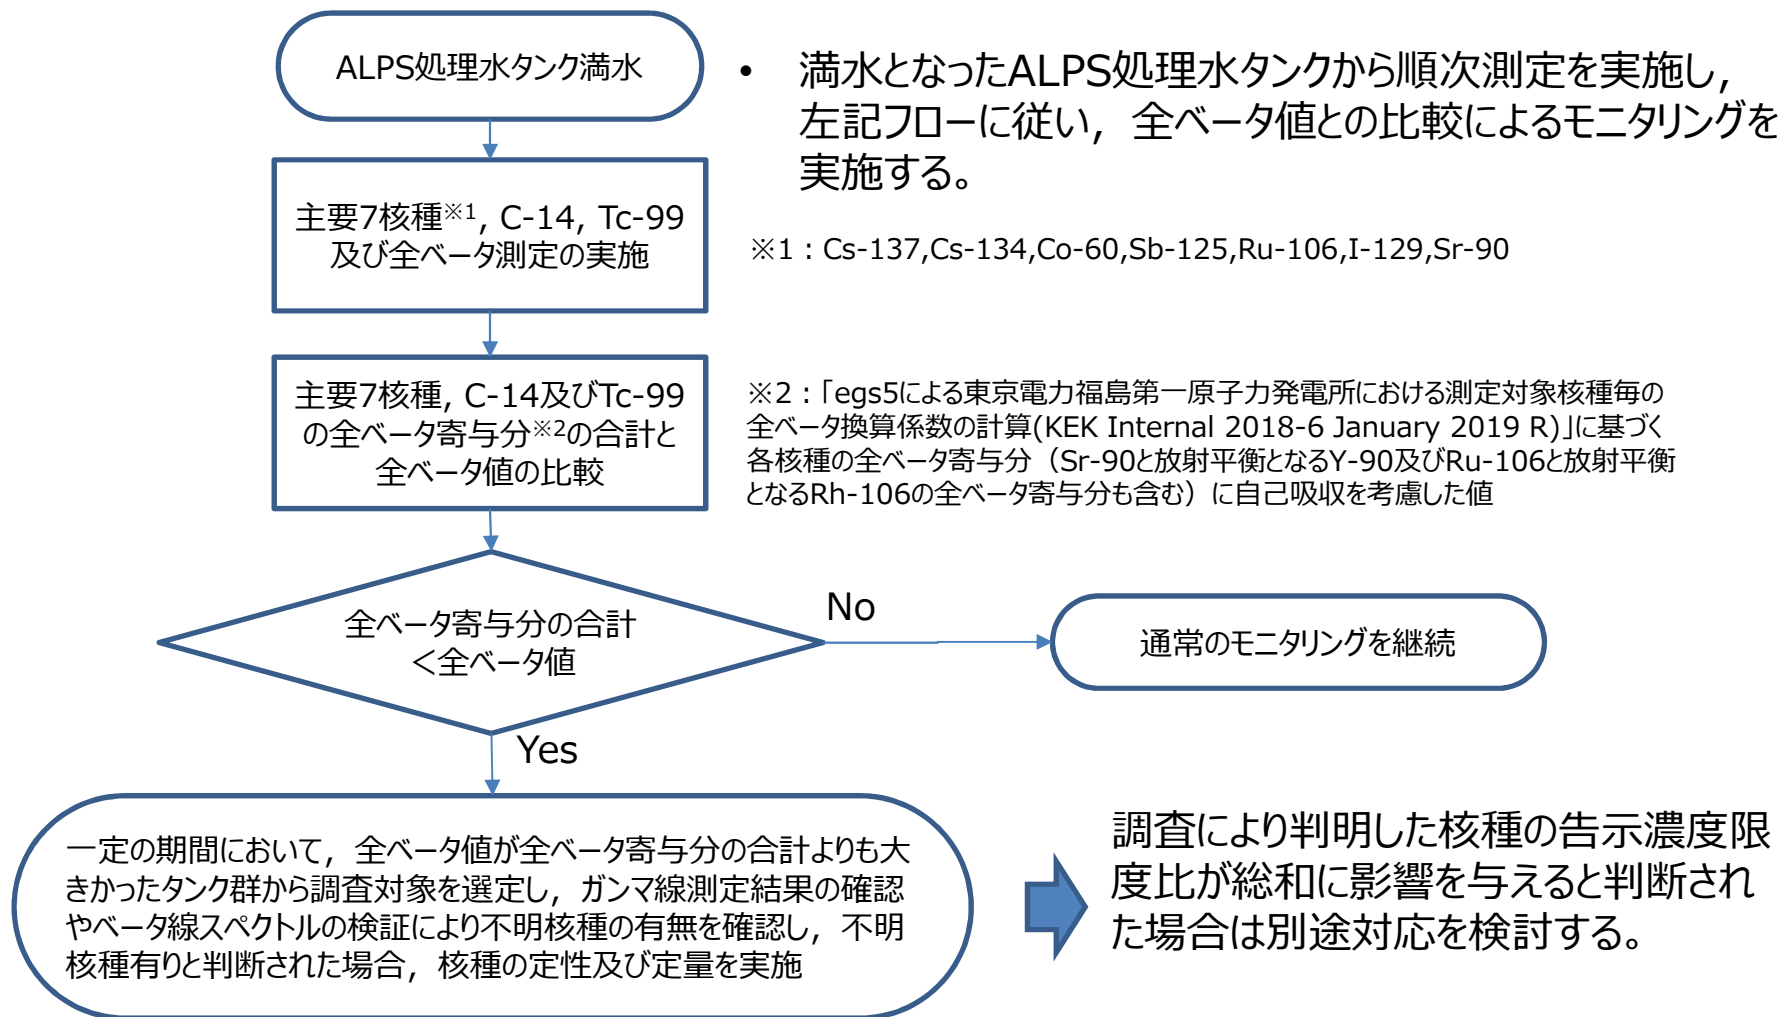 ALPS処理水タンク満水
• 満水となったALPS処理水タンクから順次測定を実施し，
左記フローに従い，全ベータ値との比較によるモニタリングを
実施する。
主要7核種※1, C-14, Tc-99
及び全ベータ測定の実施
※1：Cs-137,Cs-134,Co-60,Sb-125,Ru-106,I-129,Sr-90
主要7核種, C-14及びTc-99
の全ベータ寄与分※2の合計と
全ベータ値の比較
※2：「egs5による東京電力福島第一原子力発電所における測定対象核種毎の
全ベータ換算係数の計算(KEK Internal 2018-6 January 2019 R)」に基づく
各核種の全ベータ寄与分（Sr-90と放射平衡となるY-90及びRu-106と放射平衡
となるRh-106の全ベータ寄与分も含む）に自己吸収を考慮した値
全ベータ寄与分の合計
＜全ベータ値
No
通常のモニタリングを継続
Yes
一定の期間において，全ベータ値が全ベータ寄与分の合計よりも大
きかったタンク群から調査対象を選定し，ガンマ線測定結果の確認
やベータ線スペクトルの検証により不明核種の有無を確認し，不明
核種有りと判断された場合，核種の定性及び定量を実施
調査により判明した核種の告示濃度限
度比が総和に影響を与えると判断され
た場合は別途対応を検討する。